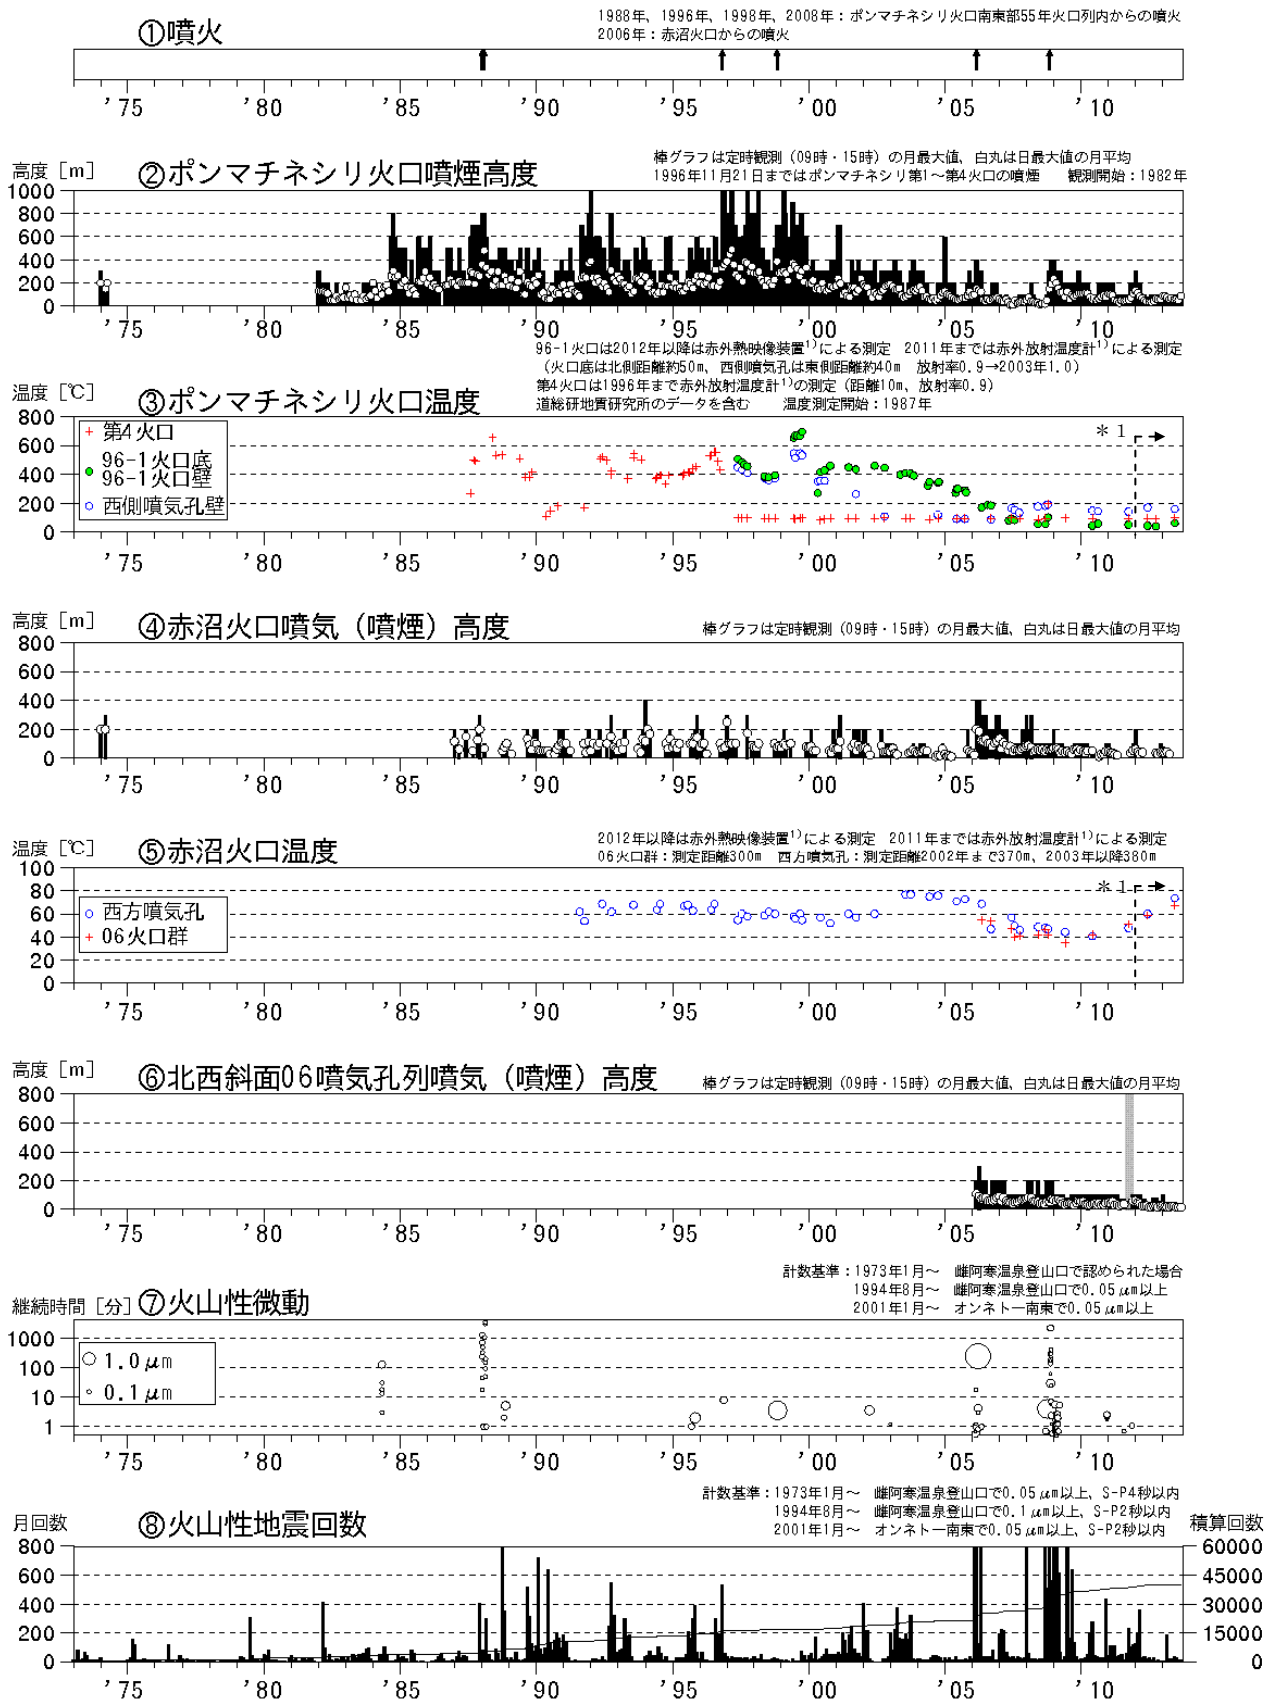 ①噴火
1988年、1996年、1998年、2008年：ポンマチネシリ火口南東部55年火口列内からの噴火
2006年：赤沼火口からの噴火
'75 '80 '85 '90 '95 '00 '05 '10
高度［m］
②ポンマチネシリ火口噴煙高度
棒グラフは定時観測（09時・15時）の月最大値、白丸は日最大値の月平均
1996年11月21日まではポンマチネシリ第1～第4火口の噴煙 観測開始：1982年
1000
800
600
400
200
0
'75 '80 '85 '90 '95 '00 '05 '10
96-1火口は2012年以降は赤外熱映像装置1)による測定 2011年までは赤外放射温度計1)による測定
（火口底は北側距離約50m、西側噴気孔は東側距離約40m 放射率0.9→2003年1.0）
第4火口は1996年まで赤外放射温度計1)の測定（距離10m、放射率0.9）
道総研地質研究所のデータを含む 温度測定開始：1987年
温度［℃］
③ポンマチネシリ火口温度
800
600
400
200
0
第4火口
96-1火口底
96-1火口壁
西側噴気孔壁
＊1
'75 '80 '85 '90 '95 '00 '05 '10
高度［m］
④赤沼火口噴気（噴煙）高度
棒グラフは定時観測（09時・15時）の月最大値、白丸は日最大値の月平均
800
600
400
200
0
'75 '80 '85 '90 '95 '00 '05 '10
温度［℃］
⑤赤沼火口温度
2012年以降は赤外熱映像装置1)による測定 2011年までは赤外放射温度計1)による測定
06火口群：測定距離300m 西方噴気孔：測定距離2002年まで370m、2003年以降380m
100
80
60
40
20
0
西方噴気孔
06火口群
＊1
'75 '80 '85 '90 '95 '00 '05 '10
高度［m］
⑥北西斜面06噴気孔列噴気（噴煙）高度
棒グラフは定時観測（09時・15時）の月最大値、白丸は日最大値の月平均
800
600
400
200
0
'75 '80 '85 '90 '95 '00 '05 '10
計数基準：1973年1月～ 雌阿寒温泉登山口で認められた場合
1994年8月～ 雌阿寒温泉登山口で0.05μm以上
2001年1月～ オンネトー南東で0.05μm以上
継続時間［分］
⑦火山性微動
1000
100
10
1
1.0μm
0.1μm
'75 '80 '85 '90 '95 '00 '05 '10
計数基準：1973年1月～ 雌阿寒温泉登山口で0.05μm以上、S-P4秒以内
1994年8月～ 雌阿寒温泉登山口で0.1μm以上、S-P2秒以内
2001年1月～ オンネトー南東で0.05μm以上、S-P2秒以内
月回数
⑧火山性地震回数
積算回数
800 60000
600 45000
400 30000
200 15000
0 0
'75 '80 '85 '90 '95 '00 '05 '10